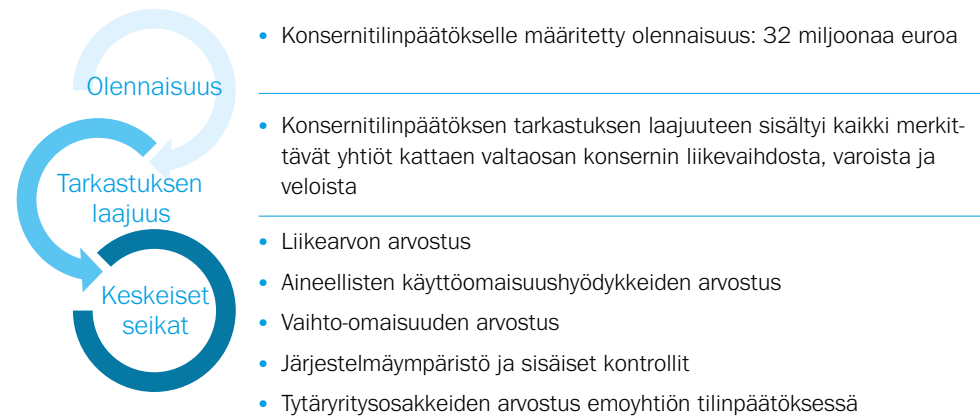 Olennaisuus
• Konsernitilinpäätökselle määritetty olennaisuus: 32 miljoonaa euroa
Tarkastuksen
laajuus
• Konsernitilinpäätöksen tarkastuksen laajuuteen sisältyi kaikki merkit-
tävät yhtiöt kattaen valtaosan konsernin liikevaihdosta, varoista ja
veloista
Keskeiset
seikat
• Liikearvon arvostus
• Aineellisten käyttöomaisuushyödykkeiden arvostus
• Vaihto-omaisuuden arvostus
• Järjestelmäympäristö ja sisäiset kontrollit
• Tytäryritysosakkeiden arvostus emoyhtiön tilinpäätöksessä